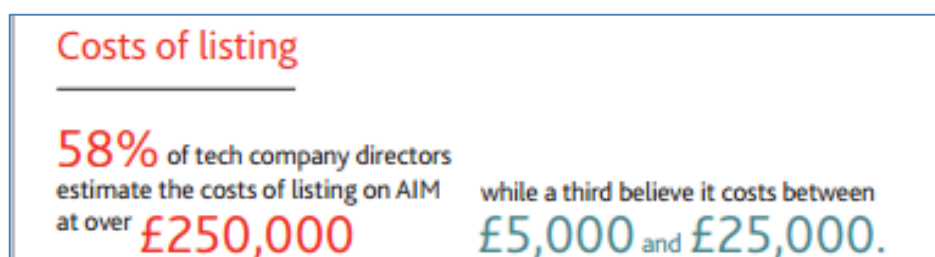 Costs of listing
58% of tech company directors
estimate the costs of listing on AIM
at over £250,000
while a third believe it costs between
£5,000 and £25,000.